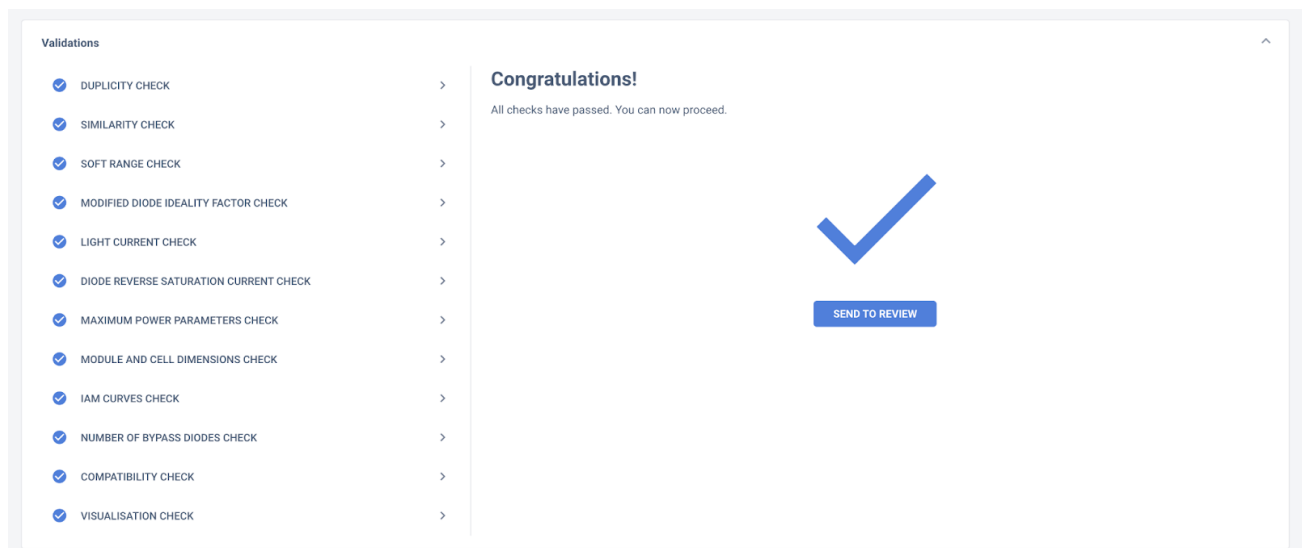 Validations
DUPLICITY CHECK
SIMILARITY CHECK
SOFT RANGE CHECK
MODIFIED DIODE IDEALITY FACTOR CHECK
LIGHT CURRENT CHECK
DIODE REVERSE SATURATION CURRENT CHECK
MAXIMUM POWER PARAMETERS CHECK
MODULE AND CELL DIMENSIONS CHECK
IAM CURVES CHECK
NUMBER OF BYPASS DIODES CHECK
COMPATIBILITY CHECK
VISUALISATION CHECK
Congratulations!
All checks have passed. You can now proceed.
SEND TO REVIEW